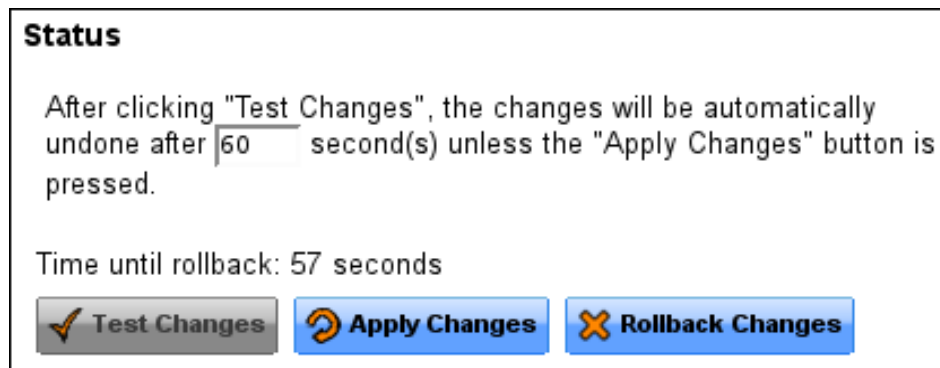 Status
After clicking "Test Changes", the changes will be automatically
undone after 60 second(s) unless the "Apply Changes" button is
pressed.
Time until rollback: 57 seconds
Test Changes Apply Changes Rollback Changes